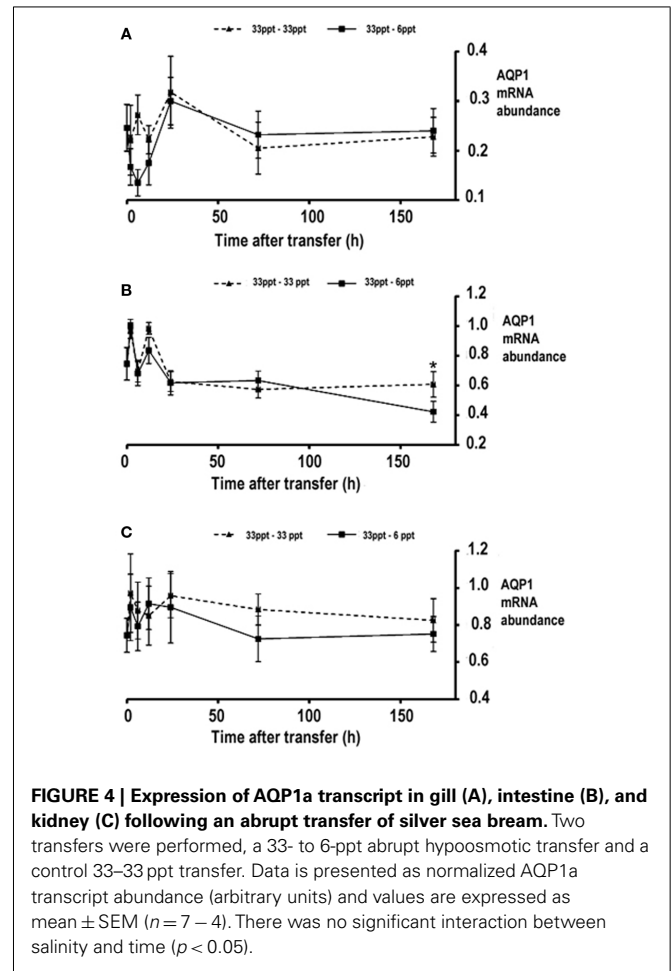 A
33ppt - 33ppt 33ppt - 6ppt
0.4
AQP1
mRNA
abundance
0.3
0.2
0.1
0 50 100 150
Time after transfer (h)
B
33ppt - 33 ppt 33ppt - 6ppt
1.2
AQP1
mRNA
abundance
1.0
0.8
*
0.6
0.4
0.2
0 50 100 150
Time after transfer (h)
C
33ppt - 33 ppt 33ppt - 6 ppt
1.2
AQP1
mRNA
abundance
1.0
0.8
0.6
0.4
0 50 100 150
Time after transfer (h)
FIGURE 4 | Expression of AQP1a transcript in gill (A), intestine (B), and
kidney (C) following an abrupt transfer of silver sea bream. Two
transfers were performed, a 33- to 6-ppt abrupt hypoosmotic transfer and a
control 33–33 ppt transfer. Data is presented as normalized AQP1a
transcript abundance (arbitrary units) and values are expressed as
mean ± SEM (n = 7 – 4). There was no significant interaction between
salinity and time (p < 0.05).